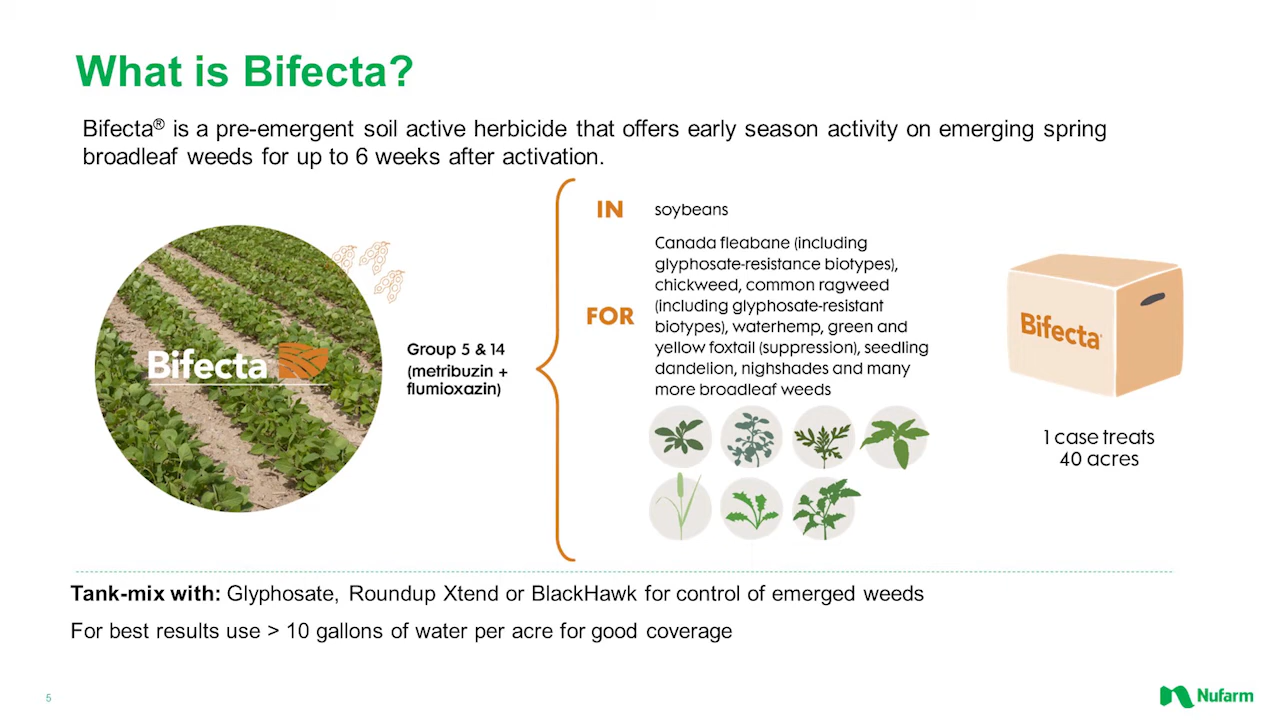 What is Bifecta?
Bifecta® is a pre-emergent soil active herbicide that offers early season activity on emerging spring
broadleaf weeds for up to 6 weeks after activation.
Bifecta
Group 5 & 14
(metribuzin +
flumioxazin)
IN
soybeans
FOR
Canada fleabane (including
glyphosate-resistance biotypes),
chickweed, common ragweed
(including glyphosate-resistant
biotypes), waterhemp, green and
yellow foxtail (suppression), seedling
dandelion, nighshades and many
more broadleaf weeds
Bifecta
1 case treats
40 acres
Tank-mix with: Glyphosate, Roundup Xtend or BlackHawk for control of emerged weeds
For best results use > 10 gallons of water per acre for good coverage
5
Nufarm